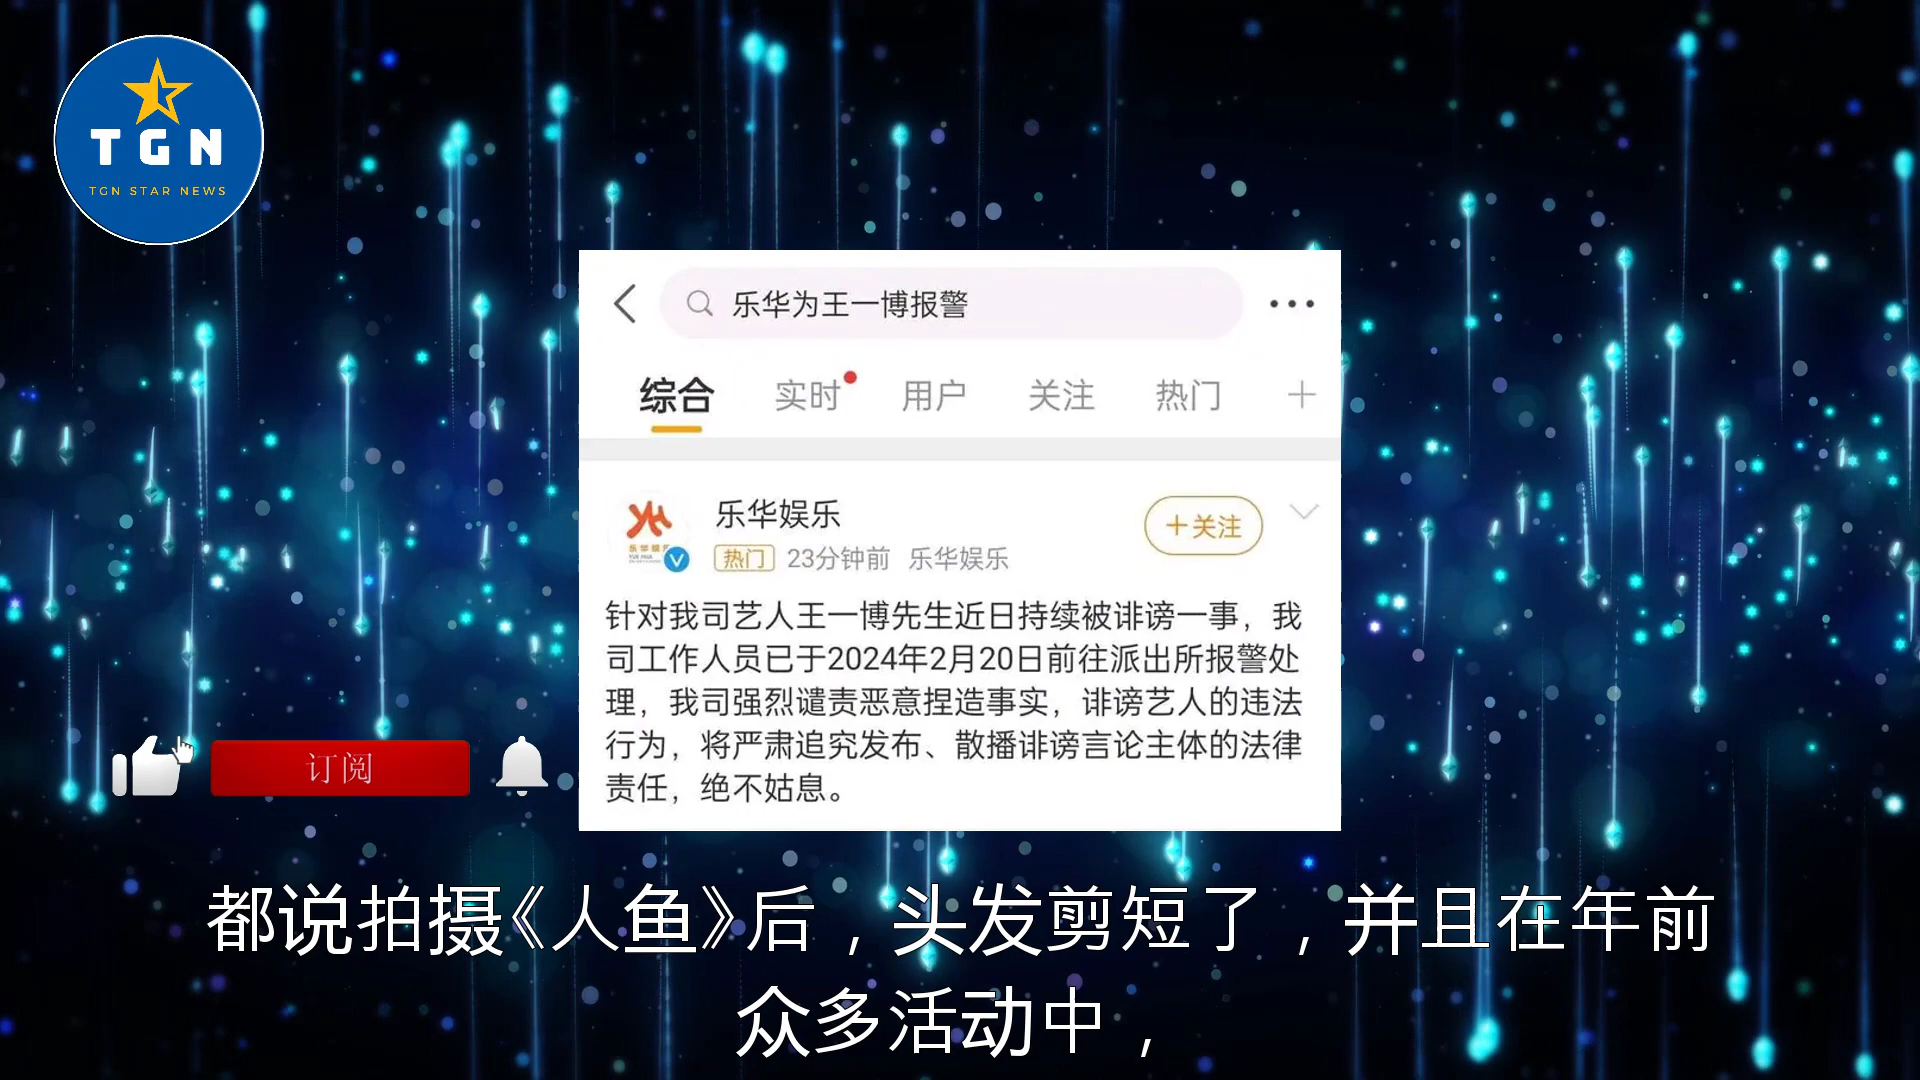 TGN
TGN STAR NEWS
乐华为王一博报警
综合 实时 用户 关注 热门
乐华娱乐
热门 23分钟前 乐华娱乐
+关注
针对我司艺人王一博先生近日持续被诽谤一事，我
司工作人员已于2024年2月20日前往派出所报警处
理，我司强烈谴责恶意捏造事实，诽谤艺人的违法
行为，将严肃追究发布、散播诽谤言论主体的法律
责任，绝不姑息。
订阅
都说拍摄《人鱼》后，头发剪短了，并且在年前
众多活动中，